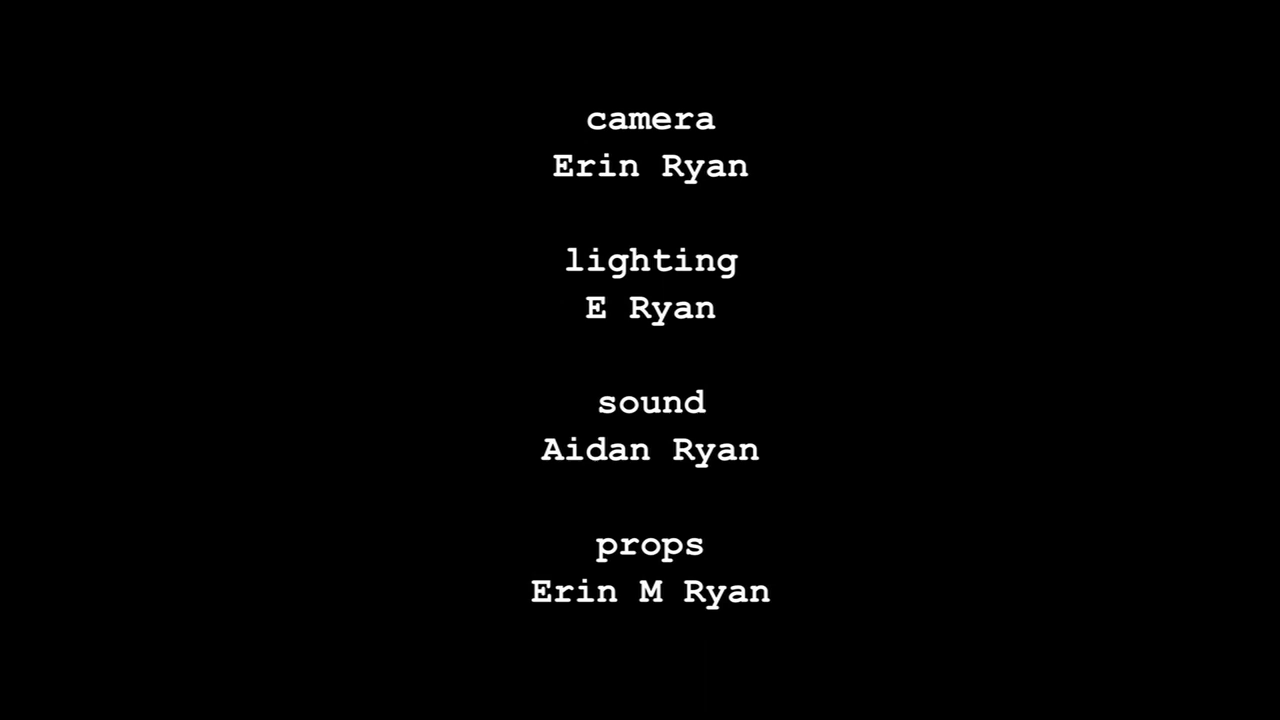 camera
Erin Ryan
lighting
E Ryan
sound
Aidan Ryan
props
Erin M Ryan